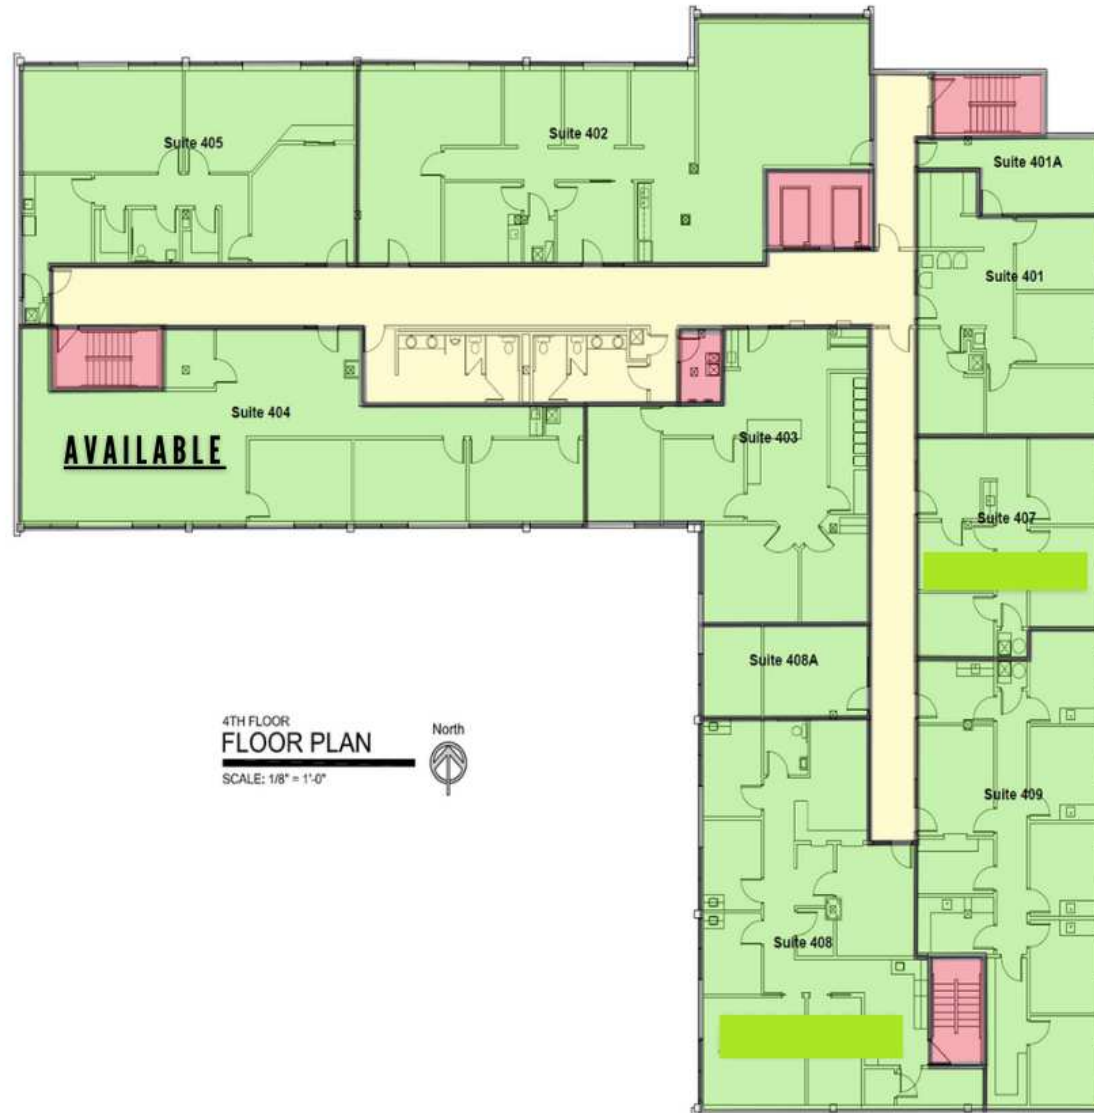 Suite 405
Suite 402
Suite 401A
Suite 401
Suite 404
AVAILABLE
Suite 403
Suite 407
Suite 408A
4TH FLOOR
FLOOR PLAN
SCALE: 1/8" = 1'-0"
North
Suite 409
Suite 408